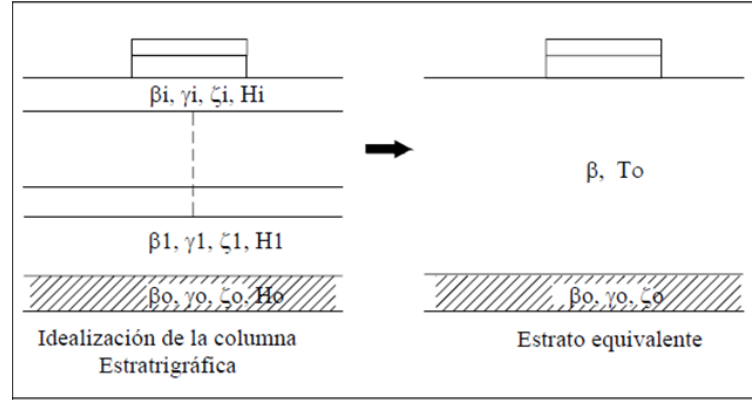 βi, γi, ζi, Hi
β1, γ1, ζ1, H1
βo, γo, ζo, Ho
Idealización de la columna
Estratrigráfica
β, To
βo, γo, ζo
Estrato equivalente